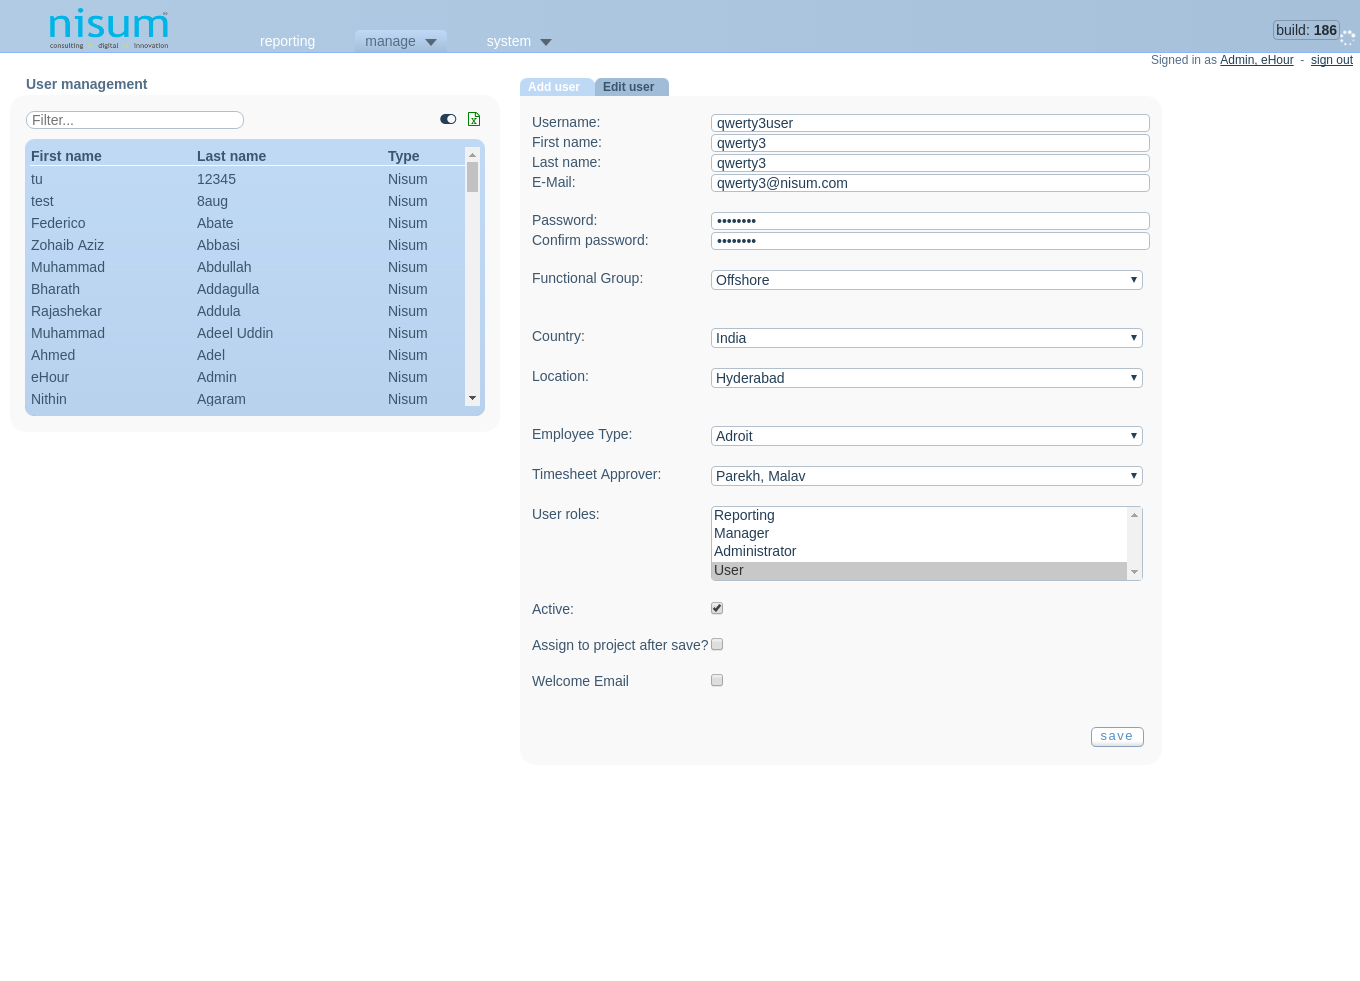 nisum
consulting digital innovation
reporting
manage
system
build: 186
Signed in as Admin, eHour - sign out
User management
Filter...
First name Last name Type
tu 12345 Nisum
test 8aug Nisum
Federico Abate Nisum
Zohaib Aziz Abbasi Nisum
Muhammad Abdullah Nisum
Bharath Addagulla Nisum
Rajashekar Addula Nisum
Muhammad Adeel Uddin Nisum
Ahmed Adel Nisum
eHour Admin Nisum
Nithin Agaram Nisum
Add user Edit user
Username: qwerty3user
First name: qwerty3
Last name: qwerty3
E-Mail: qwerty3@nisum.com
Password: ••••••••
Confirm password: ••••••••
Functional Group: Offshore
Country: India
Location: Hyderabad
Employee Type: Adroit
Timesheet Approver: Parekh, Malav
User roles: Reporting
Manager
Administrator
User
Active:
Assign to project after save?
Welcome Email
save